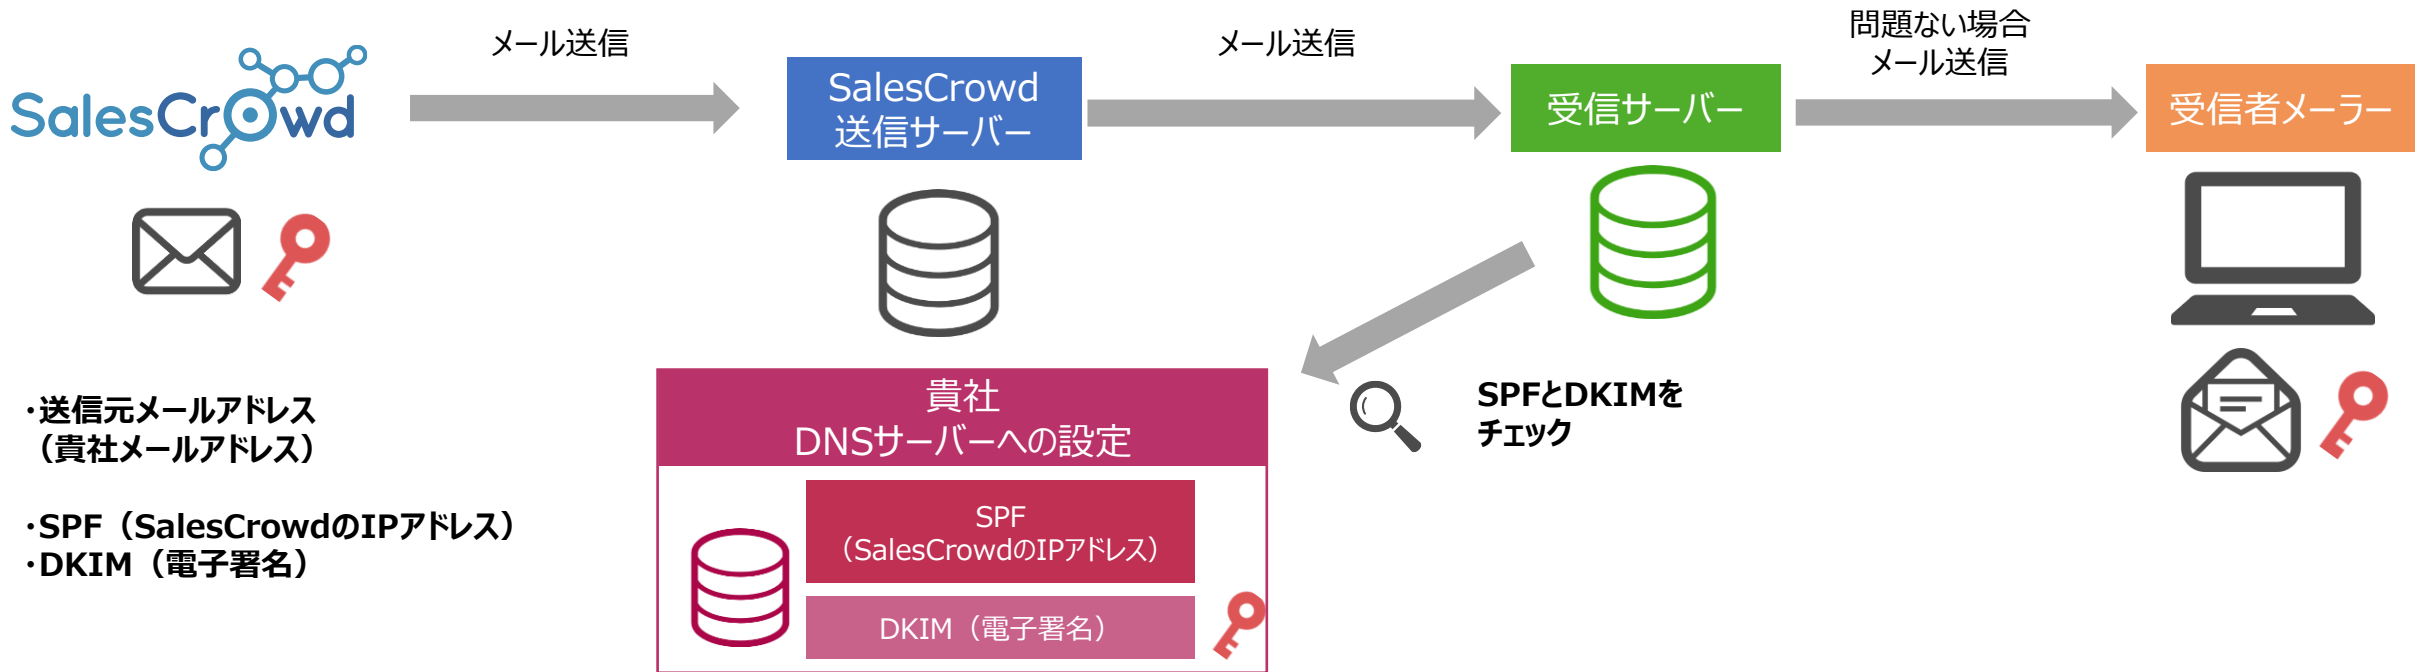 SalesCrowd
メール送信
SalesCrowd
送信サーバー
メール送信
受信サーバー
問題ない場合
メール送信
受信者メーラー
・送信元メールアドレス
（貴社メールアドレス）
・SPF（SalesCrowdのIPアドレス）
・DKIM（電子署名）
貴社
DNSサーバーへの設定
SPF
（SalesCrowdのIPアドレス）
DKIM（電子署名）
SPFとDKIMを
チェック